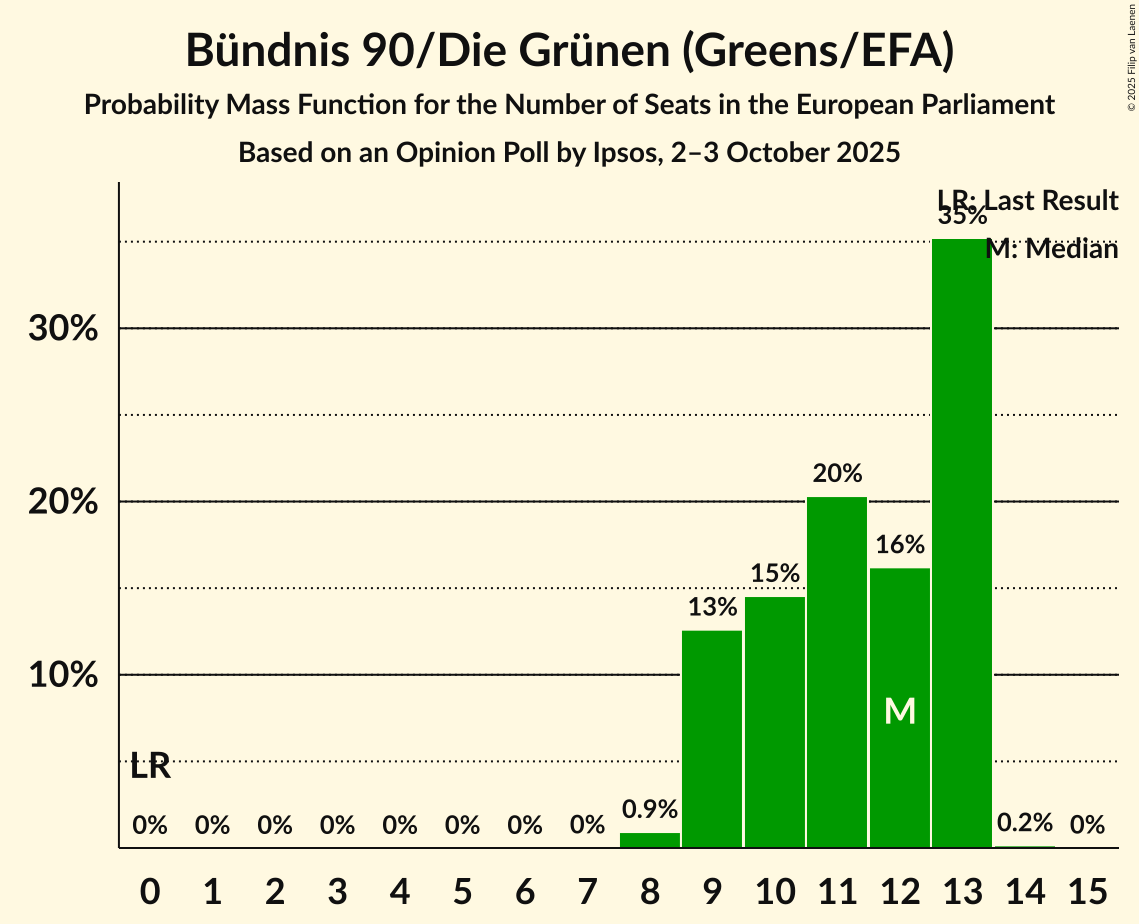 Bündnis 90/Die Grünen (Greens/EFA)
Probability Mass Function for the Number of Seats in the European Parliament
Based on an Opinion Poll by Ipsos, 2–3 October 2025
© 2025 Filip van Laenen
LR: Last Result
35%
M: Median
30%
20%
20%
16%
15%
13%
10%
M
LR
0% 0% 0% 0% 0% 0% 0% 0% 0.9% 0.2% 0%
0 1 2 3 4 5 6 7 8 9 10 11 12 13 14 15